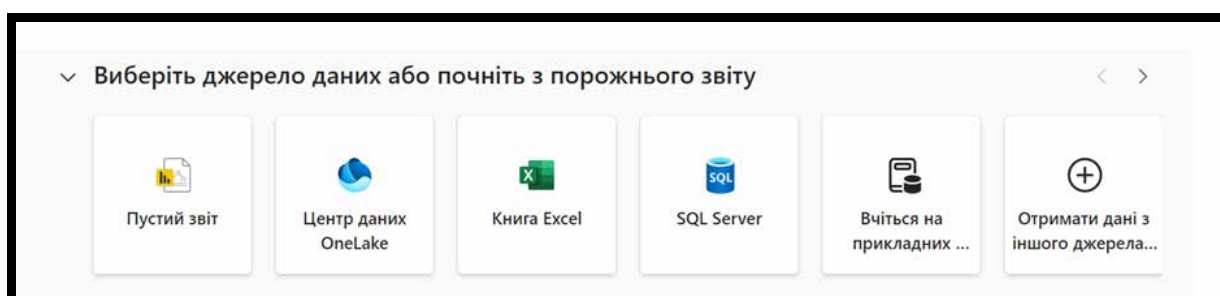 Виберіть джерело даних або почніть з порожнього звіту
Пустий звіт
Центр даних
OneLake
Книга Excel
SQL
SQL Server
Вчіться на
прикладних ...
Отримати дані з
іншого джерела...